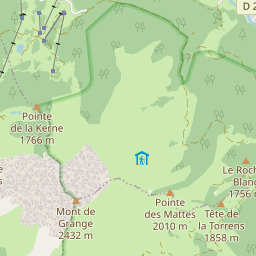 D 2
Pointe
de la Kerne
1766 m
Mont de
Grange
2432 m
Pointe
des Mattes
2010 m
Le Roch
Blanc
1756 m
Tête de
la Torrens
1858 m